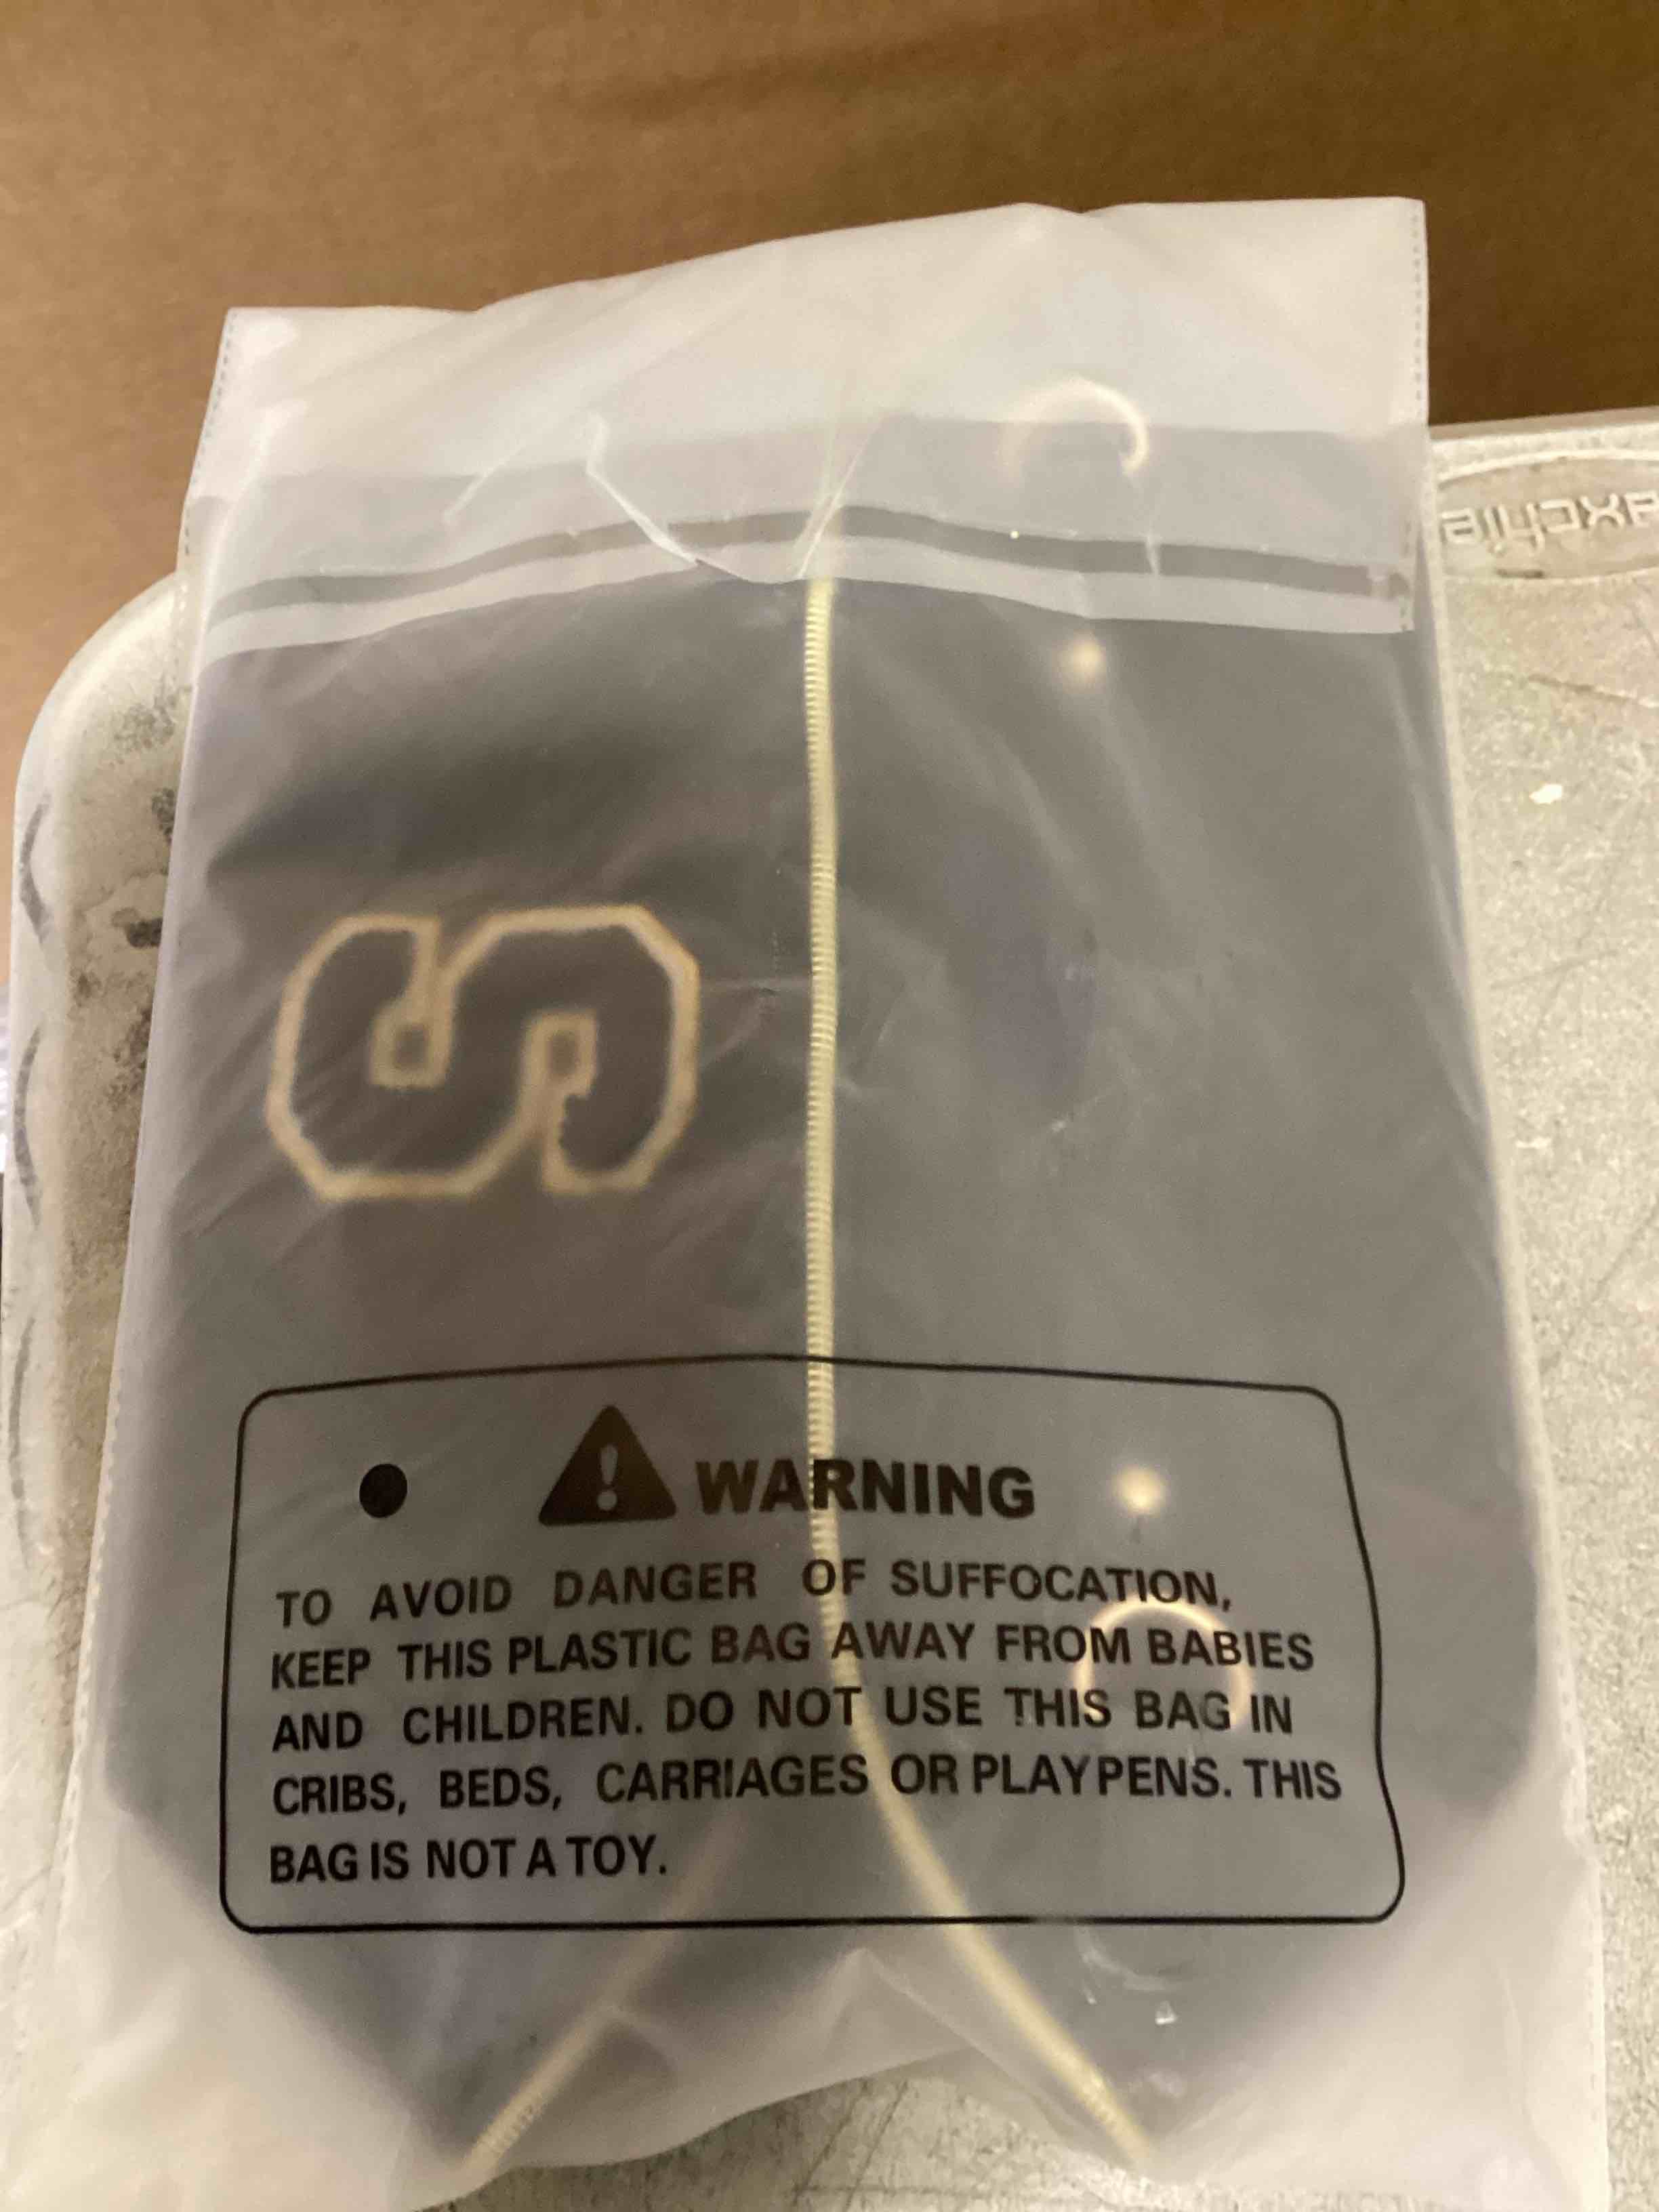 S
WARNING
TO AVOID DANGER OF SUFFOCATION,
KEEP THIS PLASTIC BAG AWAY FROM BABIES
AND CHILDREN. DO NOT USE THIS BAG IN
CRIBS, BEDS, CARRIAGES OR PLAYPENS. THIS
BAG IS NOT A TOY.